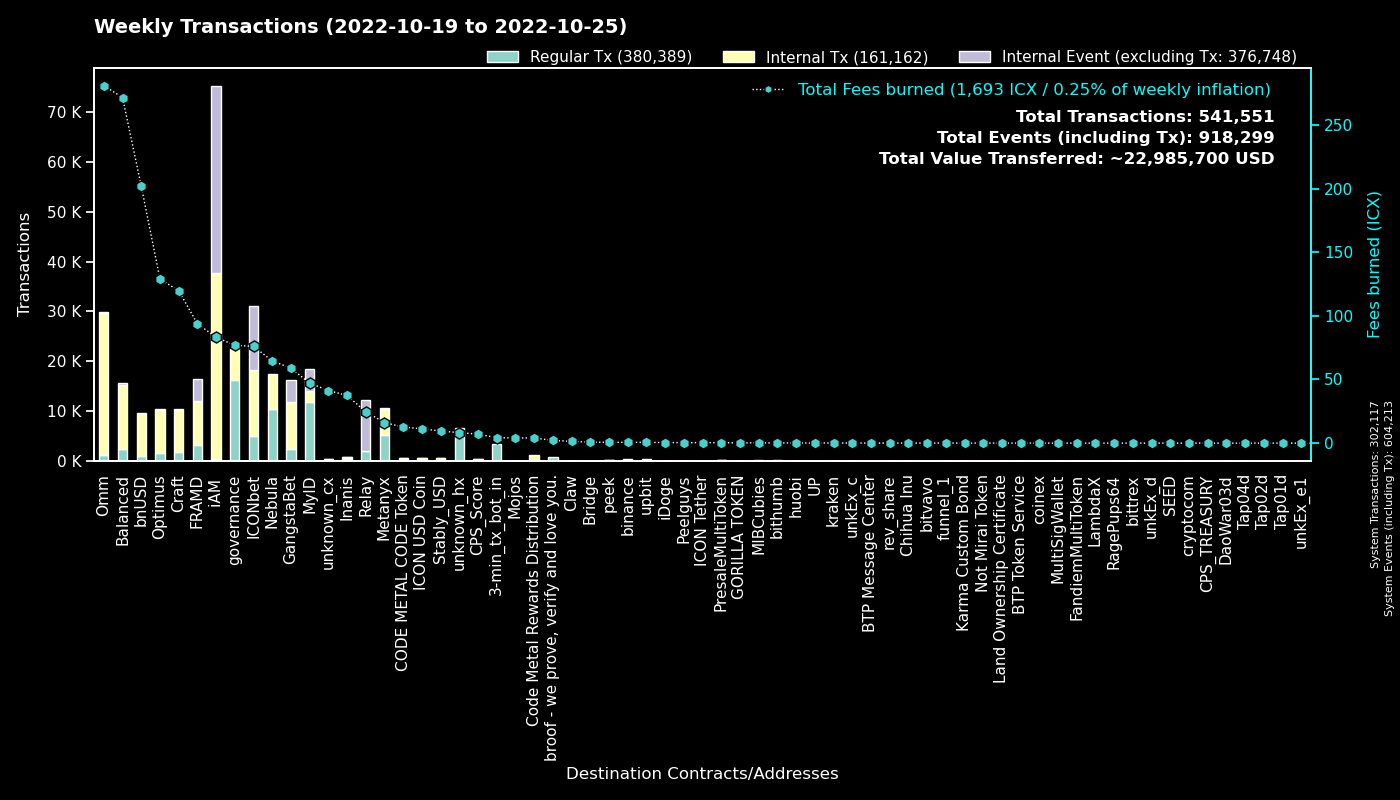 Weekly Transactions (2022-10-19 to 2022-10-25)
Regular Tx (380,389)
Internal Tx (161,162)
Internal Event (excluding Tx: 376,748)
Total Fees burned (1,693 ICX / 0.25% of weekly inflation)
Total Transactions: 541,551
Total Events (including Tx): 918,299
Total Value Transferred: ~22,985,700 USD
Transactions
70 K
60 K
50 K
40 K
30 K
20 K
10 K
0 K
250
200
150
100
50
0
Fees burned (ICX)
System Transactions: 302,117
System Events (including Tx): 604,213
Omm
Balanced
bnUSD
Optimus
Craft
FRAMD
iAM
governance
ICONbet
Nebula
GangstaBet
MyID
unknown_cx
Inanis
Relay
Metanyx
CODE METAL CODE Token
ICON USD Coin
Stably_USD
unknown_hx
CPS_Score
3-min_tx_bot_in
Mojos
Code Metal Rewards Distribution
broof - we prove, verify and love you.
Claw
Bridge
peek
binance
upbit
iDoge
Peelguys
ICON Tether
PresaleMultiToken
GORILLA TOKEN
MIBCubies
bithumb
huobi
UP
kraken
unkEx_c
BTP Message Center
rev_share
Chihua Inu
bitvavo
funnel_1
Karma Custom Bond
Not Mirai Token
Land Ownership Certificate
BTP Token Service
coinex
MultiSigWallet
FandiemMultiToken
LambdaX
RagePups64
bittrex
unkEx_d
SEED
cryptocom
CPS_TREASURY
DaoWar03d
Tap04d
Tap02d
Tap01d
unkEx_e1
Destination Contracts/Addresses